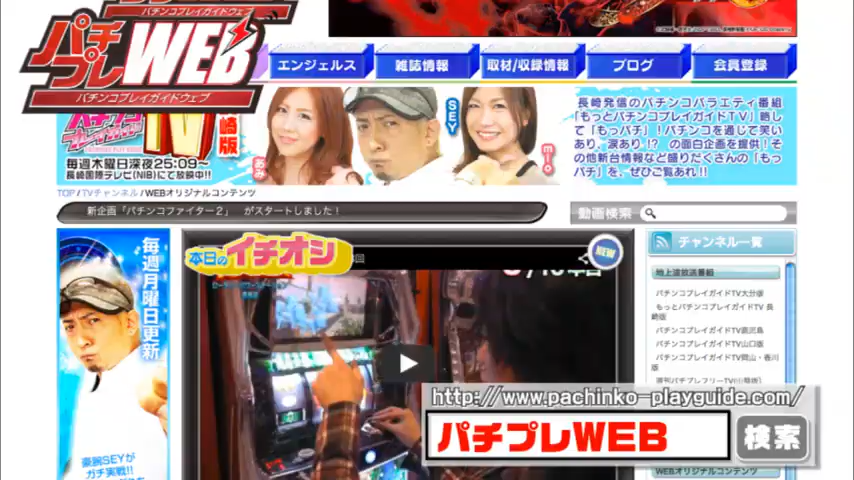 パチンコプレイガイドウェブ
パチプレWEB
パチンコプレイガイドウェブ
エンジェルス
雑誌情報
取材/収録情報
ブログ
会員登録
TV
崎版
毎週木曜日深夜25:09~
長崎国際テレビ(NIB)にて放映中!!
あみ
SEY
mio
長崎発信のパチンコバラエティ番組
「もっとパチンコプレイガイドTV」略し
て「もっパチ」!パチンコを通じて笑い
あり、涙あり、!? の面白企画を提供!そ
の他新台情報など盛りだくさんの「もっ
パチ」を、ぜひご覧あれ!!
TOP/TVチャンネル/WEBオリジナルコンテンツ
新企画「パチンコファイター2」 がスタートしました!
動画検索
毎週月曜日更新
豪腕SEYが
ガチ実戦!!
本日のイチオシ
NEW
チャンネル一覧
地上波放送番組
パチンコプレイガイドTV大分版
もっとパチンコプレイガイドTV 長
崎版
パチンコプレイガイドTV鹿児島
パチンコプレイガイドTV山口版
パチンコプレイガイドTV岡山・香川
版
http://www.pachinko-playguide.com/
パチプレWEB
検索
WEBオリジナルコンテンツ